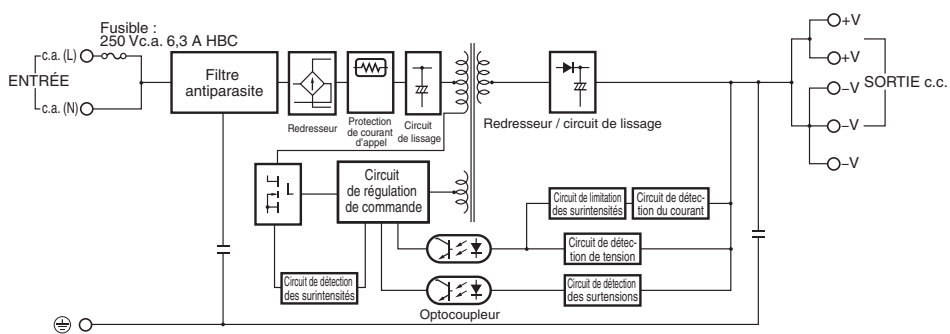 Fusible :
250 Vc.a. 6,3 A HBC
c.a. (L)
ENTRÉE
c.a. (N)
Filtre
antiparasite
Redresseur
Protection
de courant
d'appel
Circuit
de lissage
Redresseur / circuit de lissage
+V
+V
–V
–V
–V
SORTIE c.c.
Circuit
de régulation
de commande
Circuit de limitation
des surintensités
Circuit de détec-
tion du courant
Circuit de détec-
tion de tension
Circuit de détection
des surintensités
Circuit de détection
des surtensions
Optocoupleur